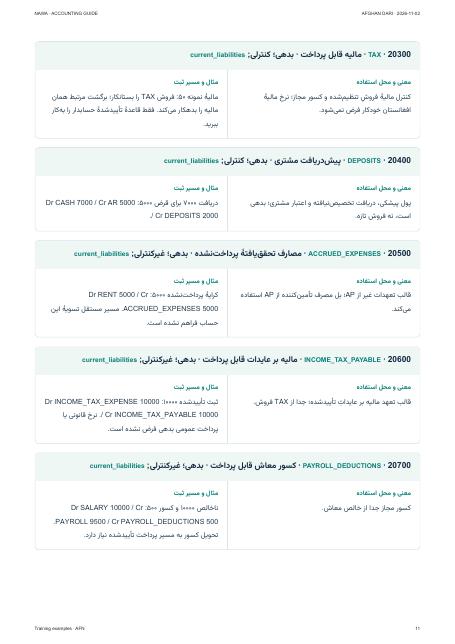 NAWA · ACCOUNTING GUIDE
AFGHAN DARI · 2026-11-02
20300 · TAX · مالیه قابل پرداخت · بدهی؛ کنترلی; current_liabilities
معنی و محل استفاده
کنترل مالیهٔ فروش تنظیم‌شده و کسور مجاز؛ نرخ مالیهٔ
افغانستان خودکار فرض نمی‌شود.
مثال و مسیر ثبت
مالیه نمونه ۵۰: فروش TAX را بستانکار؛ برگشت مرتبط همان
مالیه را بدهکار می‌کند. فقط قاعدهٔ تأییدشدهٔ حسابدار را به‌کار
ببرید.
20400 · DEPOSITS · پیش‌دریافت مشتری · بدهی؛ کنترلی; current_liabilities
معنی و محل استفاده
پول پیشکی، دریافت تخصیص‌نیافته و اعتبار مشتری؛ بدهی
است، نه فروش تازه.
مثال و مسیر ثبت
دریافت ۷۰۰۰ برای قرض ۵۰۰۰: Dr CASH 7000 / Cr AR 5000
/ Cr DEPOSITS 2000.
20500 · ACCRUED_EXPENSES · مصارف تحقق‌یافتهٔ پرداخت‌نشده · بدهی؛ غیرکنترلی; current_liabilities
معنی و محل استفاده
قالب تعهدات غیر از AP؛ بل مصرف تأمین‌کننده از AP استفاده
می‌کند.
مثال و مسیر ثبت
کرایهٔ پرداخت‌نشده ۵۰۰۰: Dr RENT 5000 / Cr
ACCRUED_EXPENSES 5000. مسیر مستقل تسویهٔ این
حساب فراهم نشده است.
20600 · INCOME_TAX_PAYABLE · مالیه بر عایدات قابل پرداخت · بدهی؛ غیرکنترلی; current_liabilities
معنی و محل استفاده
قالب تعهد مالیه بر عایدات تأییدشده؛ جدا از TAX فروش.
مثال و مسیر ثبت
ثبت تأییدشده ۱۰۰۰۰: Dr INCOME_TAX_EXPENSE 10000
/ Cr INCOME_TAX_PAYABLE 10000. نرخ قانونی یا
پرداخت عمومی بدهی فرض نشده است.
20700 · PAYROLL_DEDUCTIONS · کسور معاش قابل پرداخت · بدهی؛ غیرکنترلی; current_liabilities
معنی و محل استفاده
کسور مجاز جدا از خالص معاش.
مثال و مسیر ثبت
ناخالص ۱۰۰۰۰ و کسور ۵۰۰: Dr SALARY 10000 / Cr
PAYROLL 9500 / Cr PAYROLL_DEDUCTIONS 500.
تحویل کسور به مسیر پرداخت تأییدشده نیاز دارد.
Training examples · AFN
11